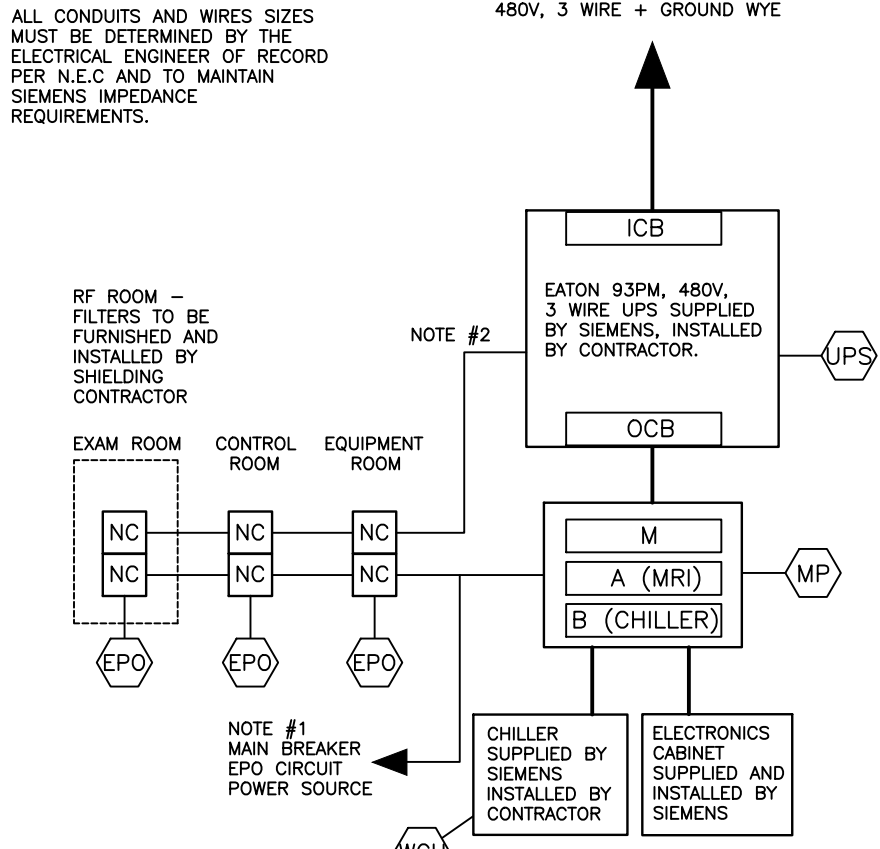 ALL CONDUITS AND WIRES SIZES
MUST BE DETERMINED BY THE
ELECTRICAL ENGINEER OF RECORD
PER N.E.C AND TO MAINTAIN
SIEMENS IMPEDANCE
REQUIREMENTS.
480V, 3 WIRE + GROUND WYE
ICB
EATON 93PM, 480V,
3 WIRE UPS SUPPLIED
BY SIEMENS, INSTALLED
BY CONTRACTOR.
OCB
UPS
RF ROOM –
FILTERS TO BE
FURNISHED AND
INSTALLED BY
SHIELDING
CONTRACTOR
NOTE #2
EXAM ROOM
CONTROL
ROOM
EQUIPMENT
ROOM
NC
NC
NC
NC
NC
NC
EPO
EPO
EPO
M
A (MRI)
B (CHILLER)
MP
NOTE #1
MAIN BREAKER
EPO CIRCUIT
POWER SOURCE
CHILLER
SUPPLIED BY
SIEMENS
INSTALLED BY
CONTRACTOR
ELECTRONICS
CABINET
SUPPLIED AND
INSTALLED BY
SIEMENS